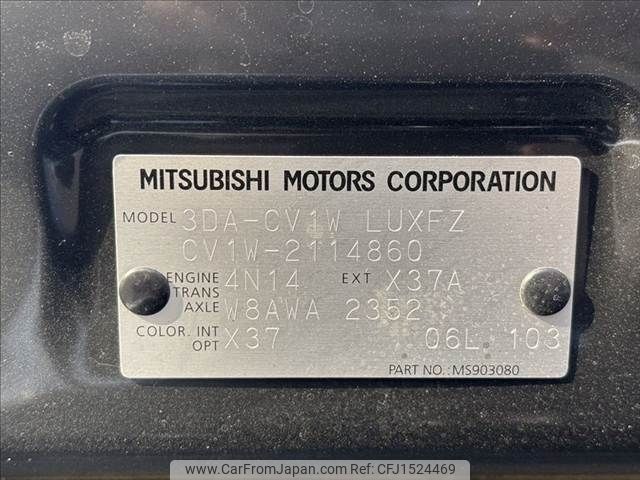 MITSUBISHI MOTORS CORPORATION
MODEL 3DA-CV1W LUXFZ
CV1W-2114860
ENGINE 4N14 EXT X37A
TRANS AXLE W8AWA 2352
COLOR. INT OPT X37 06L 103
PART NO.: MS903080
www.CarFromJapan.com Ref No: CFJ1524469